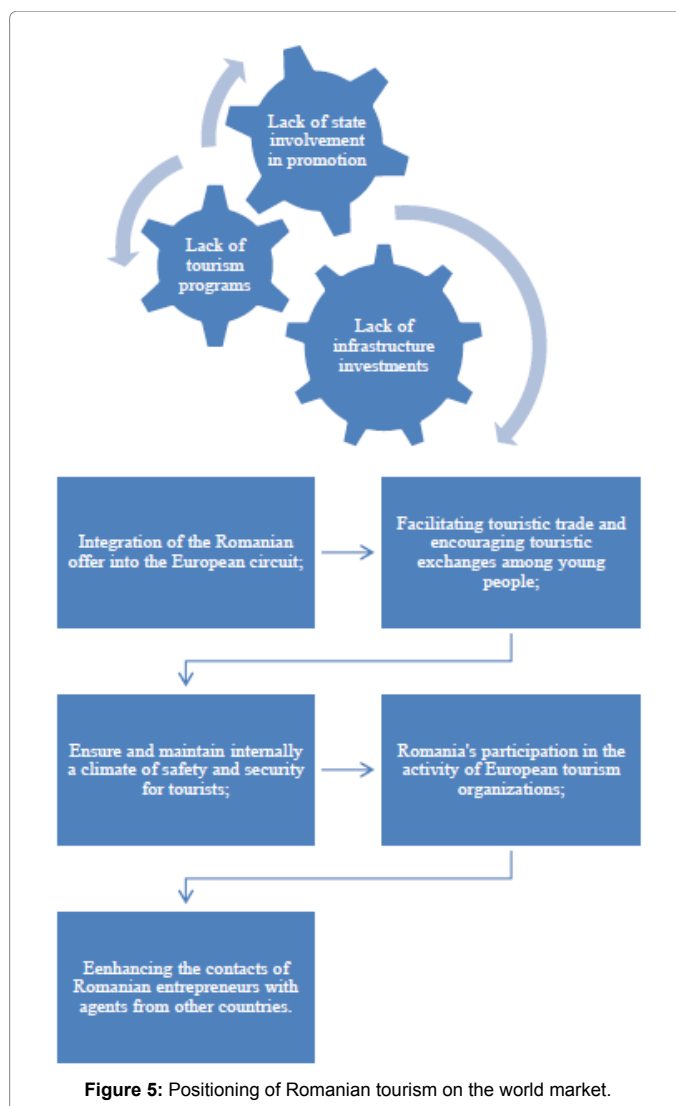 Lack of state
involvement
in promotion
Lack of
tourism
programs
Lack of
infrastructure
investments
Integration of the Romanian
offer into the European circuit;
Facilitating touristic trade and
encouraging touristic
exchanges among young
people;
Ensure and maintain internally
a climate of safety and security
for tourists;
Romania's participation in the
activity of European tourism
organizations;
Eenhancing the contacts of
Romanian entrepreneurs with
agents from other countries.
Figure 5: Positioning of Romanian tourism on the world market.